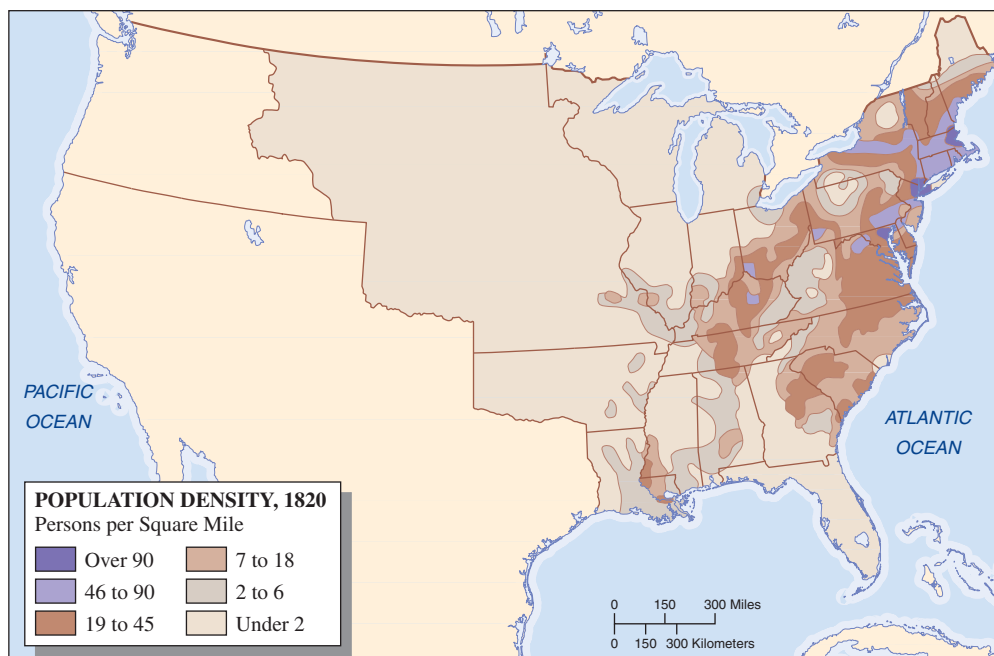 PACIFIC
OCEAN
ATLANTIC
OCEAN
POPULATION DENSITY, 1820
Persons per Square Mile
Over 90
7 to 18
46 to 90
2 to 6
19 to 45
Under 2
0 150 300 Miles
0 150 300 Kilometers